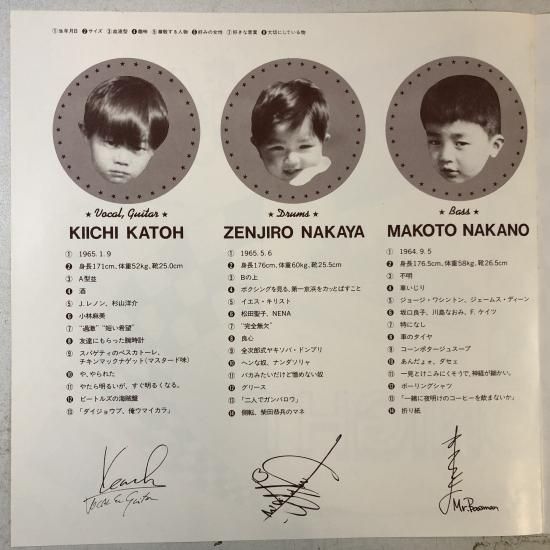 ①生年月日 ②サイズ ③血液型 ④趣味 ⑤尊敬する人物 ⑥好みの女性 ⑦好きな言葉 ⑧大切にしている物
★ Vocal, Guitar ★
KIICHI KATOH
① 1965.1.9
② 身長171cm、体重52kg、靴25.0cm
③ A型並
④ 酒
⑤ J.レノン、杉山洋介
⑥ 小林麻美
⑦ “過激”“短い希望”
⑧ 友達にもらった腕時計
⑨ スパゲティのペスカトーレ、
チキンマックナゲット(マスタード味)
⑩ や、やられた
⑪ やたら明るいが、すぐ明るくなる。
⑫ ビートルズの海賊盤
⑬ 「ダイジョウブ、俺ウマイカラ」
Keach
Vocal & Guitar
★ Drums ★
ZENJIRO NAKAYA
① 1965.5.6
② 身長176cm、体重60kg、靴25.5cm
③ Bの上
④ ボクシングを見る、第一京浜をカっとばすこと
⑤ イエス・キリスト
⑥ 松田聖子、NENA
⑦ “完全無欠”
⑧ 良心
⑨ 全次郎式ヤキソバ・ドンブリ
⑩ ヘンな奴、ナンダソリャ
⑪ バカみたいだけど憎めない奴
⑫ グリース
⑬ 「二人でガンバロウ」
⑭ 側転、柴田恭兵のマネ
★ Bass ★
MAKOTO NAKANO
① 1964.9.5
② 身長176.5cm、体重58kg、靴26.5cm
③ 不明
④ 車いじり
⑤ ジョージ・ワシントン、ジェームス・ディーン
⑥ 坂口良子、川島なおみ、F.ケイツ
⑦ 特になし
⑧ 車のタイヤ
⑨ コーンポタージュスープ
⑩ あんだょォ、ダセェ
⑪ 一見とけこみにくそうで、神経が細かい。
⑫ ボーリングシャツ
⑬ 「一緒に夜明けのコーヒーを飲まないか」
⑭ 折り紙
Mr. Bassman